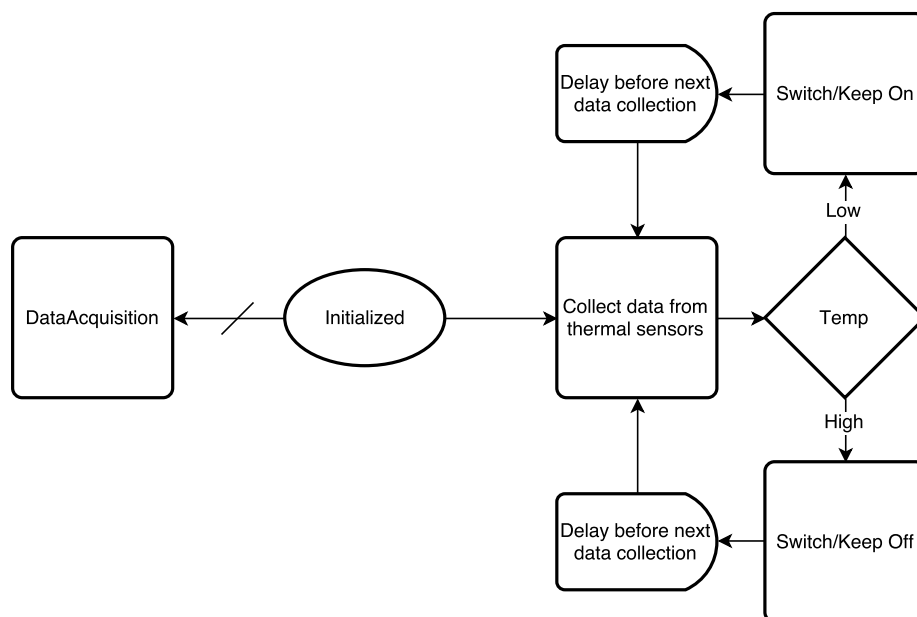 Delay before next
data collection
Switch/Keep On
Low
DataAcquisition
Initialized
Collect data from
thermal sensors
Temp
High
Delay before next
data collection
Switch/Keep Off